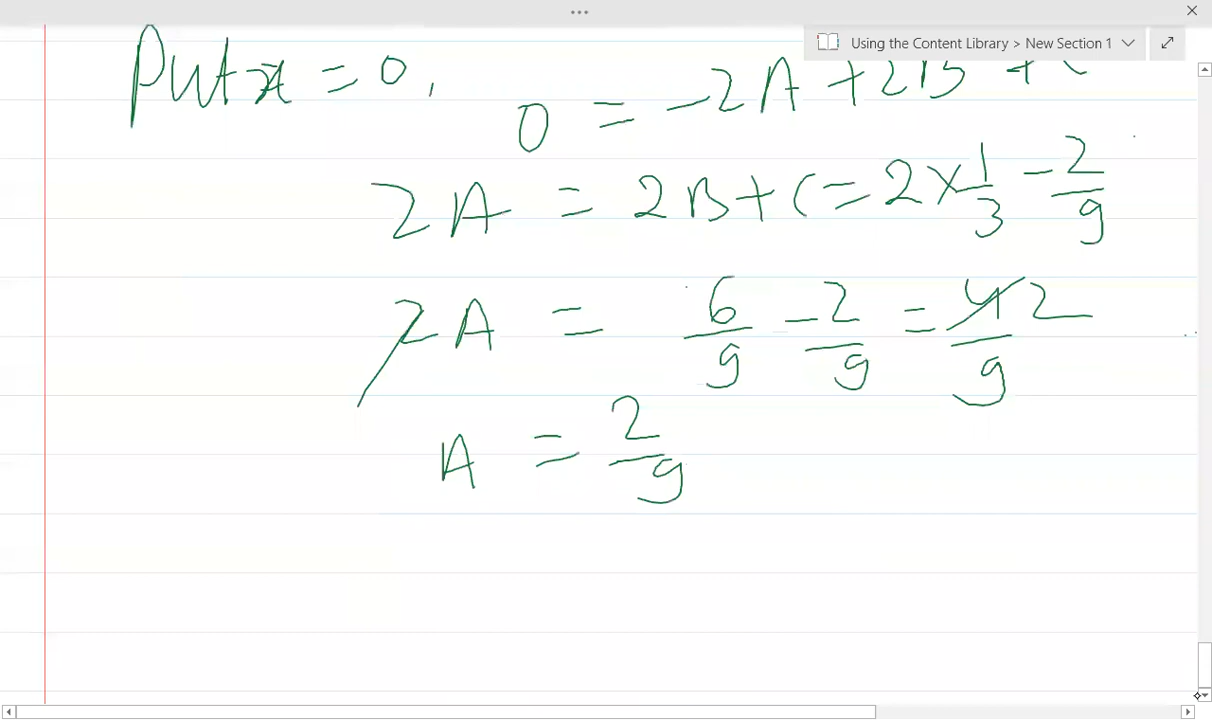 Using the Content Library > New Section 1
Put x = 0,
0 = -2A + 2B + C
2A = 2B + C = 2 × 1/3 - 2/9
2A = 6/9 - 2/9 = 4 2/9
A = 2/9